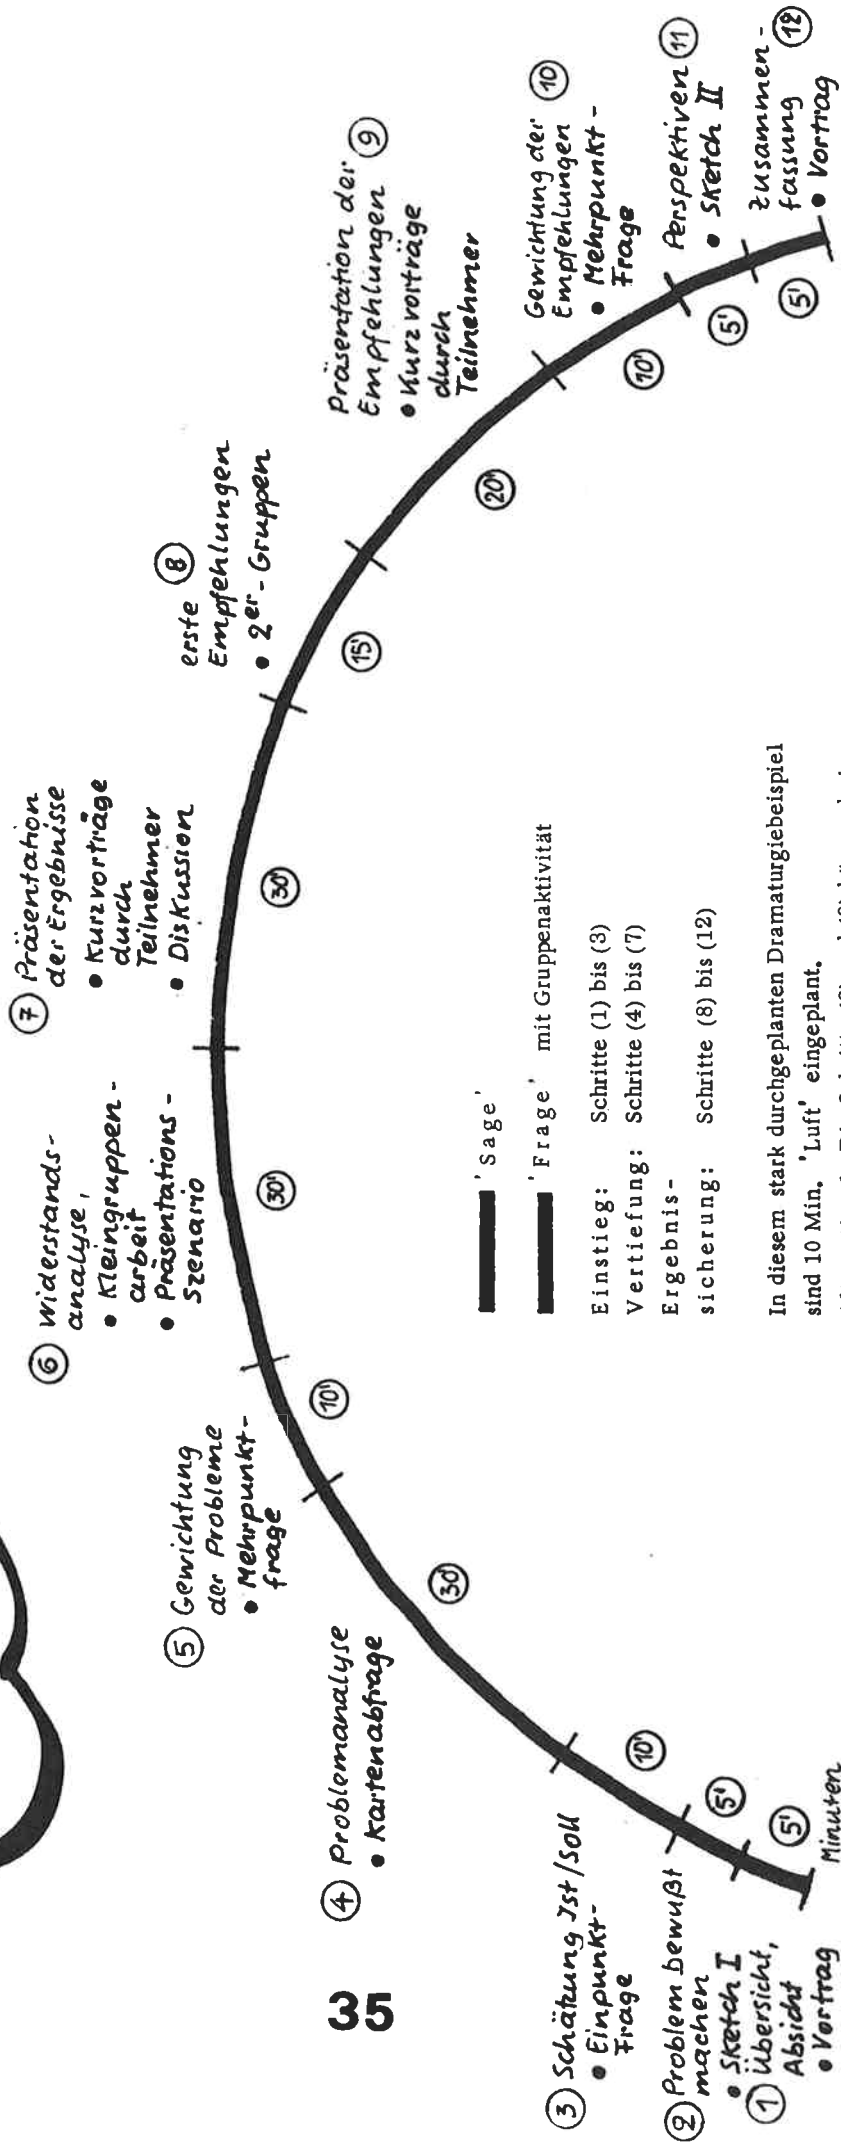 ① Übersicht,
Absicht
• Vortrag
② Problem bewußt
machen
• Sketch I
③ Schätzung Ist/Soll
• Einpunkt-
Frage
④ Problemanalyse
• Kartenabfrage
⑤ Gewichtung
der Probleme
• Mehrpunkt-
frage
⑥ Widerstands-
analyse,
• Kleingruppen-
arbeit
• Präsentations-
szenario
⑦ Präsentation
der Ergebnisse
• Kurzvorträge
durch
Teilnehmer
• Diskussion
erste ⑧
Empfehlungen
• 2er-Gruppen
Präsentation der
Empfehlungen ⑨
• Kurzvorträge
durch
Teilnehmer
Gewichtung der ⑩
Empfehlungen
• Mehrpunkt-
Frage
Perspektiven ⑪
• Sketch II
Zusammen-
fassung ⑫
• Vortrag
5'
5'
10'
30'
10'
30'
30'
15'
20'
10'
5'
5'
Minuten
'Sage'
'Frage' mit Gruppenaktivität
Einstieg: Schritte (1) bis (3)
Vertiefung: Schritte (4) bis (7)
Ergebnis-
sicherung: Schritte (8) bis (12)
In diesem stark durchgeplanten Dramaturgiebeispiel
sind 10 Min. 'Luft' eingeplant.
35